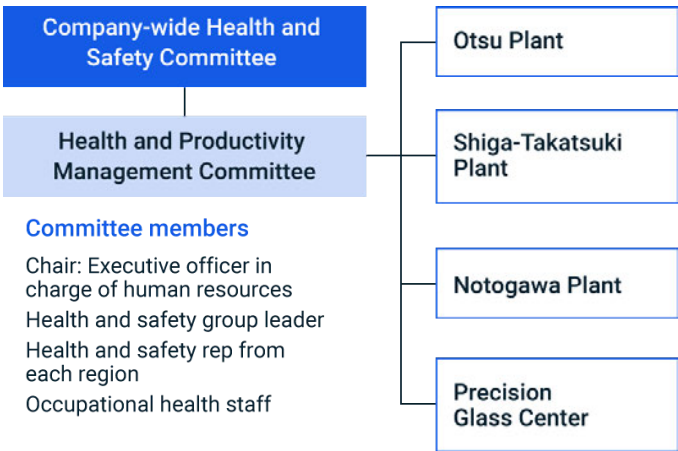 Company-wide Health and
Safety Committee
Health and Productivity
Management Committee
Committee members
Chair: Executive officer in
charge of human resources
Health and safety group leader
Health and safety rep from
each region
Occupational health staff
Otsu Plant
Shiga-Takatsuki
Plant
Notogawa Plant
Precision
Glass Center